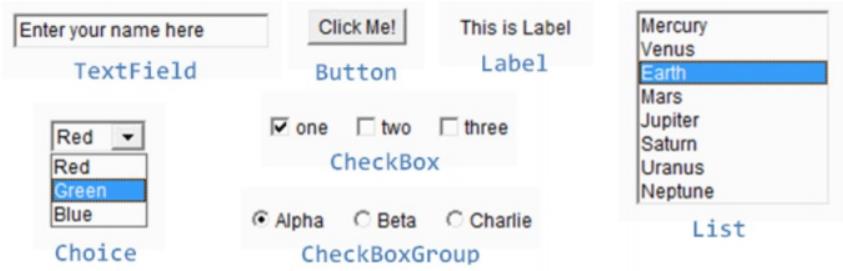 Enter your name here
TextField
Click Me!
Button
This is Label
Label
Mercury
Venus
Earth
Mars
Jupiter
Saturn
Uranus
Neptune
List
Red
Red
Green
Blue
Choice
one two three
CheckBox
Alpha Beta Charlie
CheckBoxGroup